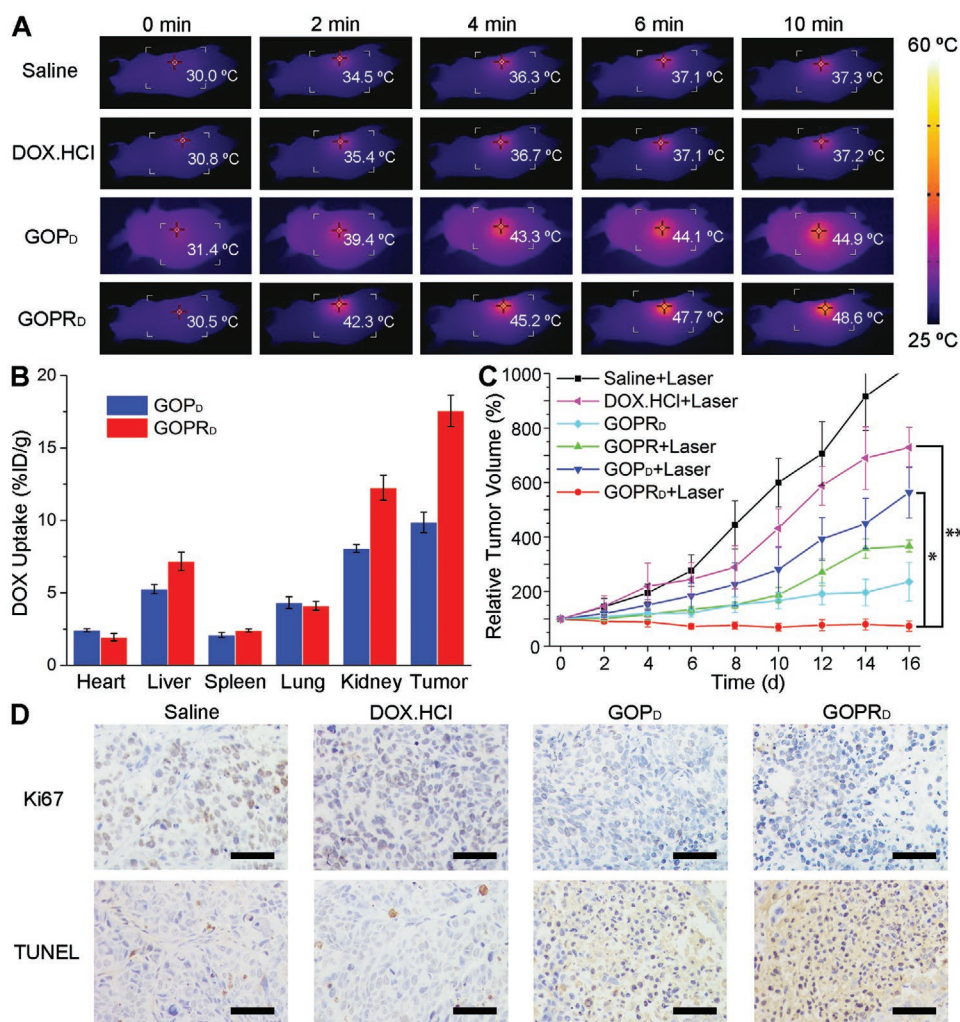 A
0 min 2 min 4 min 6 min 10 min
Saline 30.0 ºC 34.5 ºC 36.3 ºC 37.1 ºC 37.3 ºC
DOX.HCl 30.8 ºC 35.4 ºC 36.7 ºC 37.1 ºC 37.2 ºC
GOPD 31.4 ºC 39.4 ºC 43.3 ºC 44.1 ºC 44.9 ºC
GOPRD 30.5 ºC 42.3 ºC 45.2 ºC 47.7 ºC 48.6 ºC
60 ºC
25 ºC
B
DOX Uptake (%ID/g)
20
15
10
5
0
GOPD
GOPRD
Heart Liver Spleen Lung Kidney Tumor
C
Relative Tumor Volume (%)
1000
800
600
400
200
100
0
Saline+Laser
DOX.HCl+Laser
GOPRD
GOPR+Laser
GOPD+Laser
GOPRD+Laser
*
**
0 2 4 6 8 10 12 14 16
Time (d)
D
Saline DOX.HCl GOPD GOPRD
Ki67
TUNEL